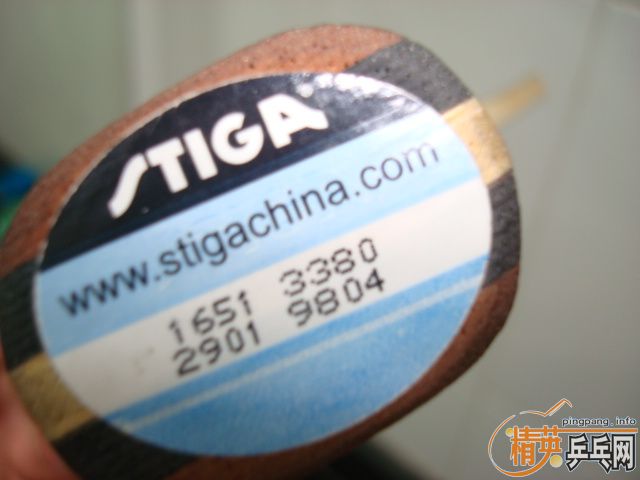 STIGA
www.stigachina.com
1651 3380
2901 9804
pingpang.info
精英乒乓网